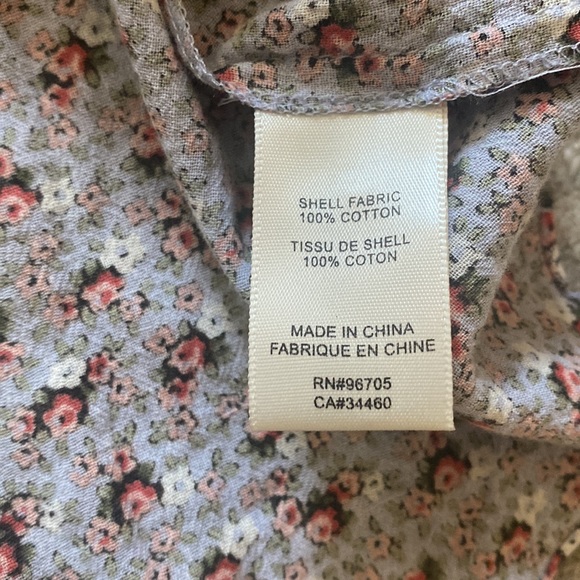 SHELL FABRIC
100% COTTON
TISSU DE SHELL
100% COTON
MADE IN CHINA
FABRIQUE EN CHINE
RN#96705
CA#34460